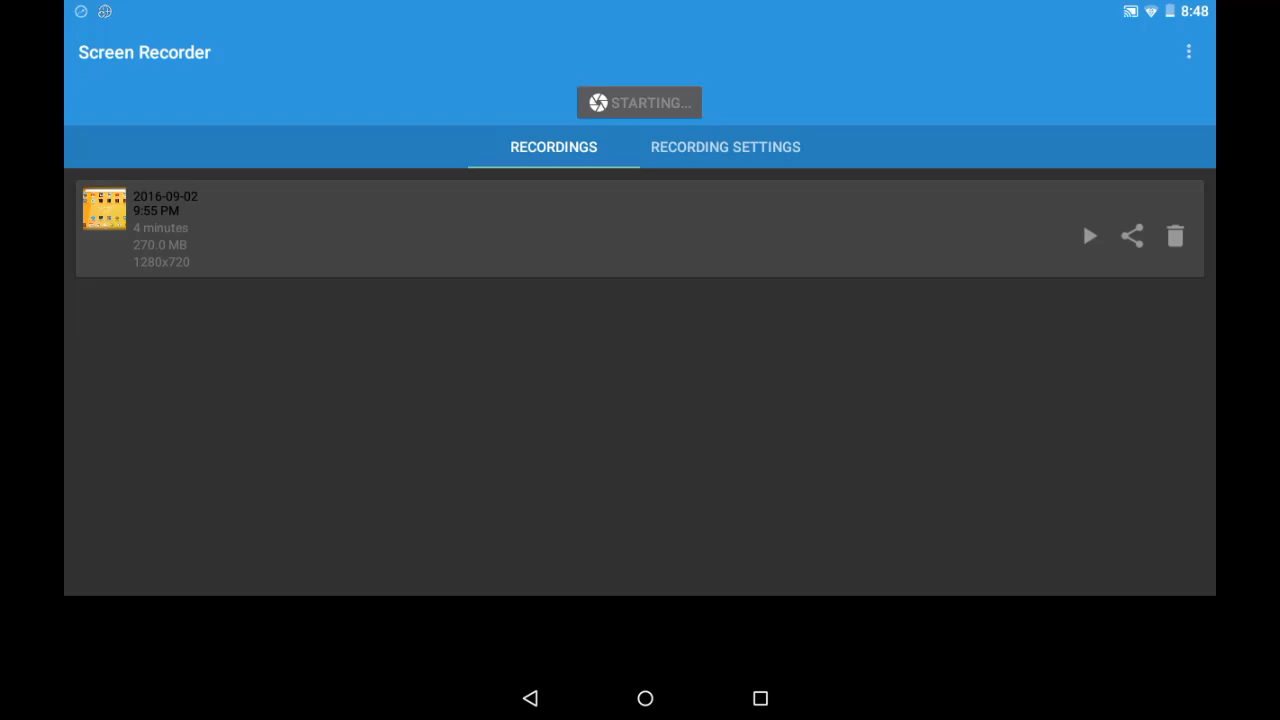 8:48
Screen Recorder
STARTING...
RECORDINGS
RECORDING SETTINGS
2016-09-02
9:55 PM
4 minutes
270.0 MB
1280x720